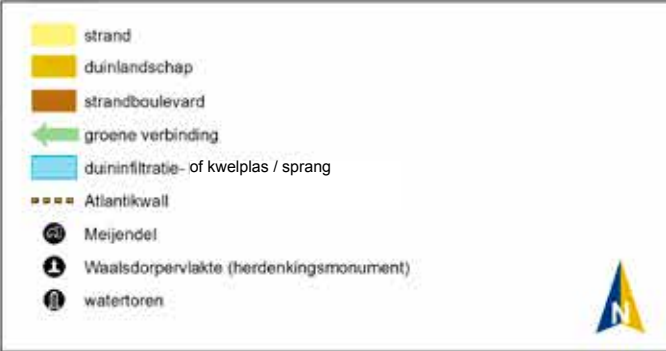 strand
duinlandschap
strandboulevard
groene verbinding
duininfiltratie- of kwelplas / sprang
Atlantikwall
Meijendel
Waalsdorpervlakte (herdenkingsmonument)
watertoren
N